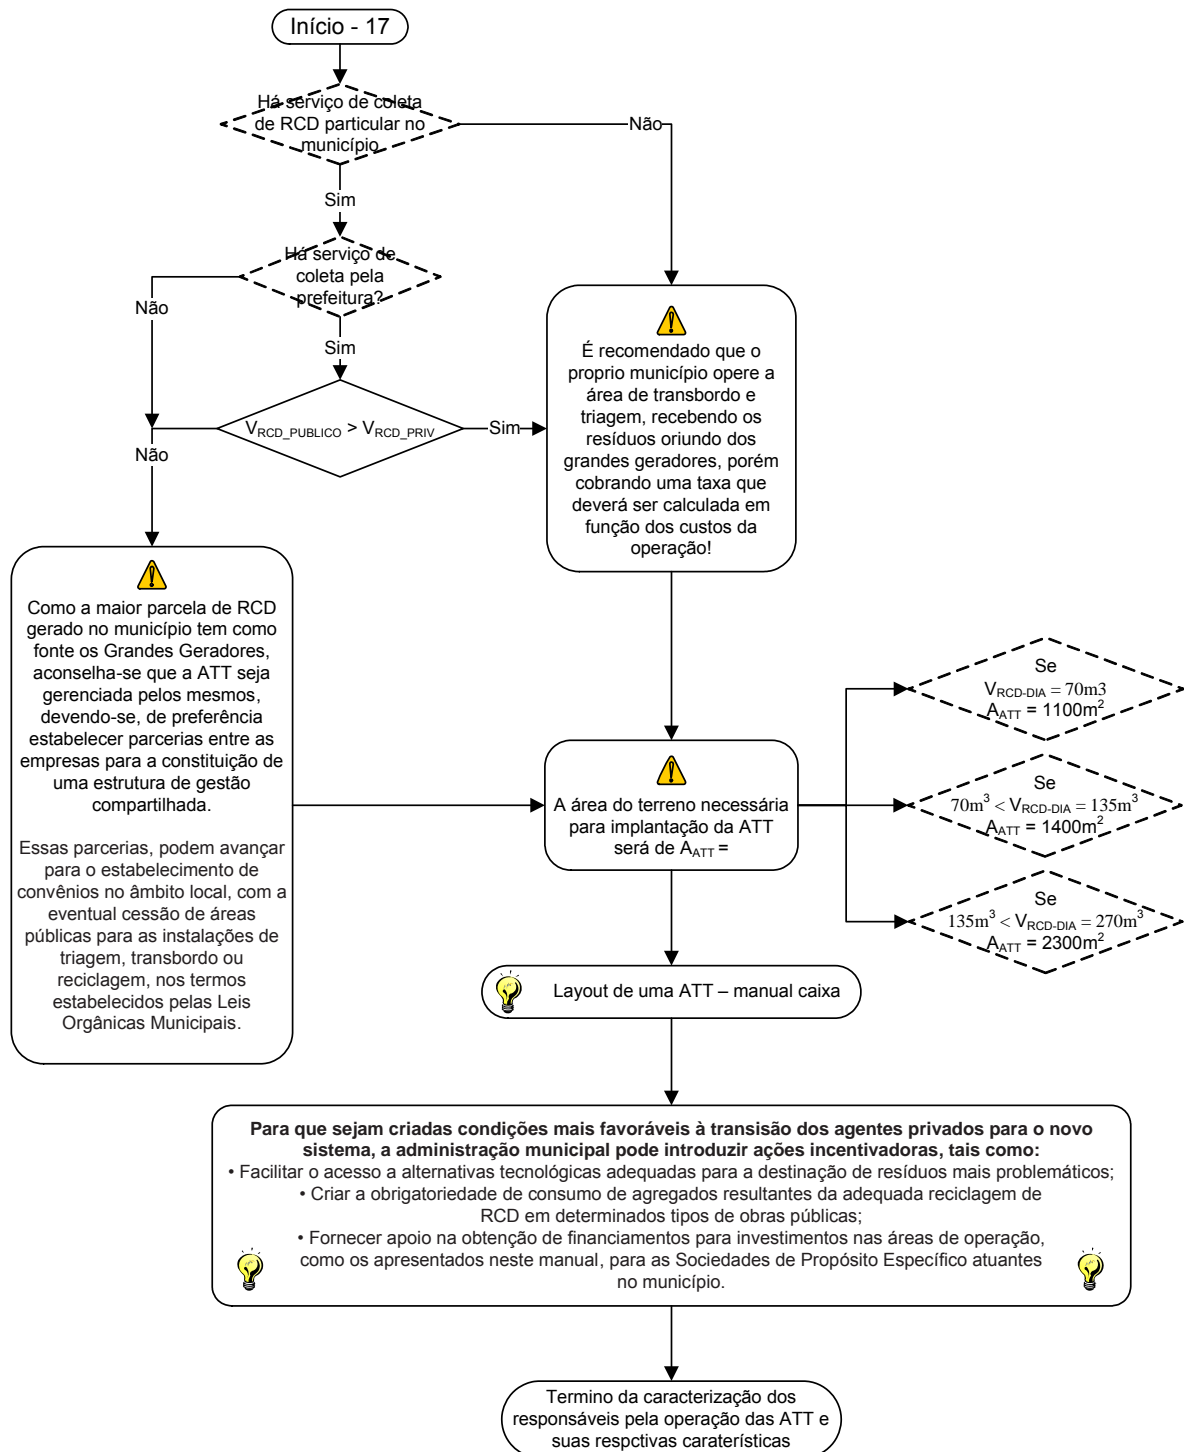 Início - 17
Há serviço de coleta
de RCD particular no
município
Não
Sim
Há serviço de
coleta pela
prefeitura?
Não
Sim
V_RCD_PUBLICO > V_RCD_PRIV
Sim
Não
É recomendado que o
proprio município opere a
área de transbordo e
triagem, recebendo os
resíduos oriundo dos
grandes geradores, porém
cobrando uma taxa que
deverá ser calculada em
função dos custos da
operação!
Como a maior parcela de RCD
gerado no município tem como
fonte os Grandes Geradores,
aconselha-se que a ATT seja
gerenciada pelos mesmos,
devendo-se, de preferência
estabelecer parcerias entre as
empresas para a constituição de
uma estrutura de gestão
compartilhada.
Essas parcerias, podem avançar
para o estabelecimento de
convênios no âmbito local, com a
eventual cessão de áreas
públicas para as instalações de
triagem, transbordo ou
reciclagem, nos termos
estabelecidos pelas Leis
Orgânicas Municipais.
A área do terreno necessária
para implantação da ATT
será de A_ATT =
Se
V_RCD-DIA = 70m3
A_ATT = 1100m²
Se
70m³ < V_RCD-DIA = 135m³
A_ATT = 1400m²
Se
135m³ < V_RCD-DIA = 270m³
A_ATT = 2300m²
Layout de uma ATT – manual caixa
Para que sejam criadas condições mais favoráveis à transisão dos agentes privados para o novo
sistema, a administração municipal pode introduzir ações incentivadoras, tais como:
• Facilitar o acesso a alternativas tecnológicas adequadas para a destinação de resíduos mais problemáticos;
• Criar a obrigatoriedade de consumo de agregados resultantes da adequada reciclagem de
RCD em determinados tipos de obras públicas;
• Fornecer apoio na obtenção de financiamentos para investimentos nas áreas de operação,
como os apresentados neste manual, para as Sociedades de Propósito Específico atuantes
no município.
Termino da caracterização dos
responsáveis pela operação das ATT e
suas respctivas caraterísticas